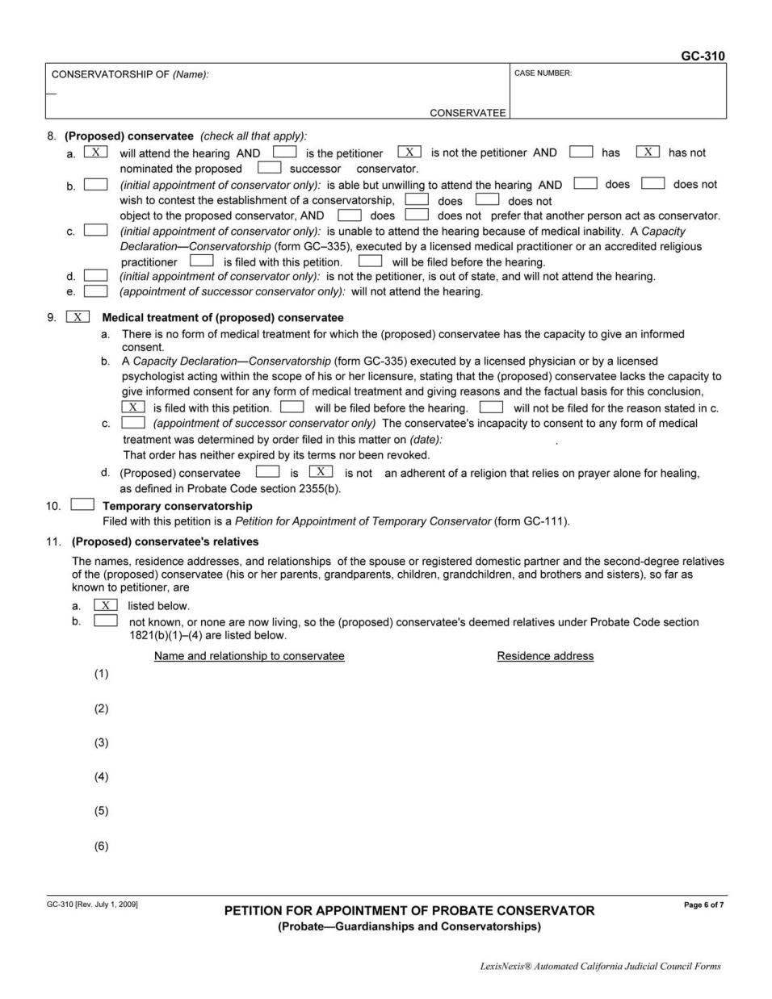 GC-310
CONSERVATORSHIP OF (Name):
CASE NUMBER:
CONSERVATEE
8. (Proposed) conservatee (check all that apply):
a. X will attend the hearing AND is the petitioner X is not the petitioner AND has X has not
nominated the proposed successor conservator.
b. (initial appointment of conservator only): is able but unwilling to attend the hearing AND does does not
wish to contest the establishment of a conservatorship, does does not
object to the proposed conservator, AND does does not prefer that another person act as conservator.
c. (initial appointment of conservator only): is unable to attend the hearing because of medical inability. A Capacity
Declaration—Conservatorship (form GC–335), executed by a licensed medical practitioner or an accredited religious
practitioner is filed with this petition. will be filed before the hearing.
d. (initial appointment of conservator only): is not the petitioner, is out of state, and will not attend the hearing.
e. (appointment of successor conservator only): will not attend the hearing.
9. X Medical treatment of (proposed) conservatee
a. There is no form of medical treatment for which the (proposed) conservatee has the capacity to give an informed
consent.
b. A Capacity Declaration—Conservatorship (form GC-335) executed by a licensed physician or by a licensed
psychologist acting within the scope of his or her licensure, stating that the (proposed) conservatee lacks the capacity to
give informed consent for any form of medical treatment and giving reasons and the factual basis for this conclusion,
X is filed with this petition. will be filed before the hearing. will not be filed for the reason stated in c.
c. (appointment of successor conservator only) The conservatee's incapacity to consent to any form of medical
treatment was determined by order filed in this matter on (date): .
That order has neither expired by its terms nor been revoked.
d. (Proposed) conservatee is X is not an adherent of a religion that relies on prayer alone for healing,
as defined in Probate Code section 2355(b).
10. Temporary conservatorship
Filed with this petition is a Petition for Appointment of Temporary Conservator (form GC-111).
11. (Proposed) conservatee's relatives
The names, residence addresses, and relationships of the spouse or registered domestic partner and the second-degree relatives
of the (proposed) conservatee (his or her parents, grandparents, children, grandchildren, and brothers and sisters), so far as
known to petitioner, are
a. X listed below.
b. not known, or none are now living, so the (proposed) conservatee's deemed relatives under Probate Code section
1821(b)(1)–(4) are listed below.
Name and relationship to conservatee Residence address
(1)
(2)
(3)
(4)
(5)
(6)
GC-310 [Rev. July 1, 2009]
PETITION FOR APPOINTMENT OF PROBATE CONSERVATOR
Page 6 of 7
(Probate—Guardianships and Conservatorships)
LexisNexis® Automated California Judicial Council Forms